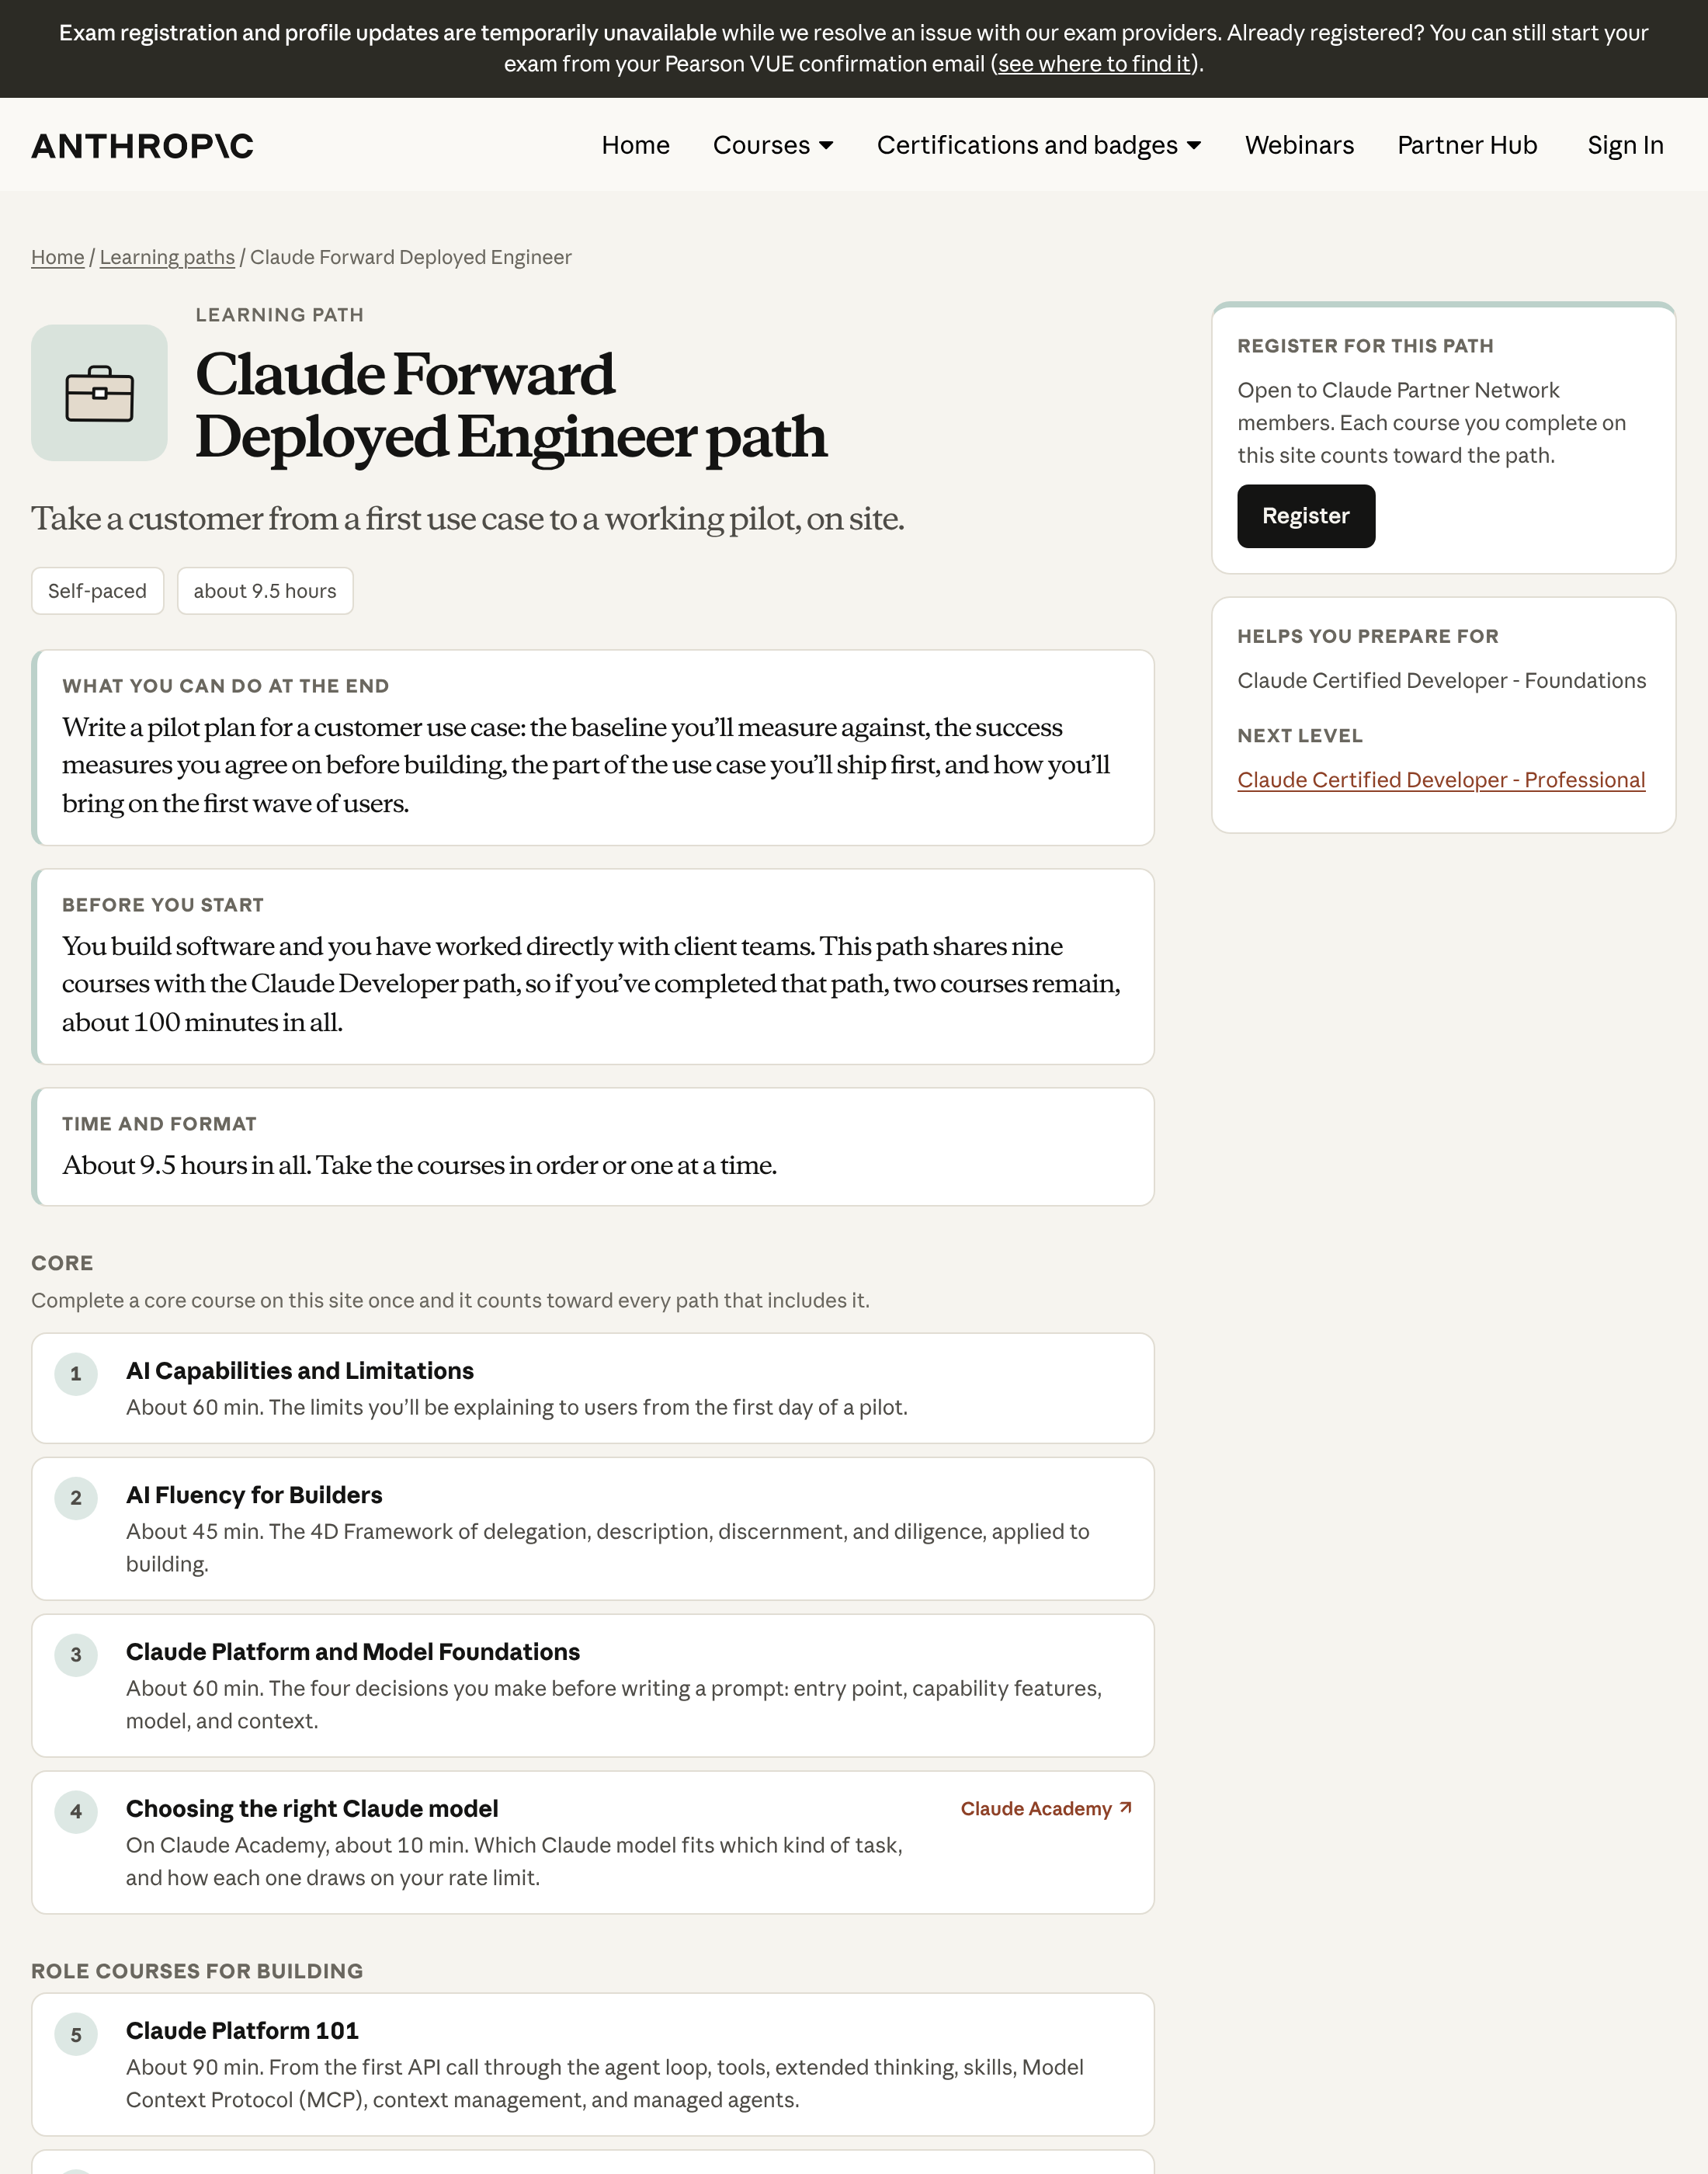 Exam registration and profile updates are temporarily unavailable while we resolve an issue with our exam providers. Already registered? You can still start your
exam from your Pearson VUE confirmation email (see where to find it).
ANTHROP\C
Home
Courses
Certifications and badges
Webinars
Partner Hub
Sign In
Home / Learning paths / Claude Forward Deployed Engineer
LEARNING PATH
Claude Forward
Deployed Engineer path
Take a customer from a first use case to a working pilot, on site.
Self-paced
about 9.5 hours
WHAT YOU CAN DO AT THE END
Write a pilot plan for a customer use case: the baseline you’ll measure against, the success
measures you agree on before building, the part of the use case you’ll ship first, and how you’ll
bring on the first wave of users.
BEFORE YOU START
You build software and you have worked directly with client teams. This path shares nine
courses with the Claude Developer path, so if you’ve completed that path, two courses remain,
about 100 minutes in all.
TIME AND FORMAT
About 9.5 hours in all. Take the courses in order or one at a time.
CORE
Complete a core course on this site once and it counts toward every path that includes it.
1
AI Capabilities and Limitations
About 60 min. The limits you’ll be explaining to users from the first day of a pilot.
2
AI Fluency for Builders
About 45 min. The 4D Framework of delegation, description, discernment, and diligence, applied to
building.
3
Claude Platform and Model Foundations
About 60 min. The four decisions you make before writing a prompt: entry point, capability features,
model, and context.
4
Choosing the right Claude model
Claude Academy ↗
On Claude Academy, about 10 min. Which Claude model fits which kind of task,
and how each one draws on your rate limit.
ROLE COURSES FOR BUILDING
5
Claude Platform 101
About 90 min. From the first API call through the agent loop, tools, extended thinking, skills, Model
Context Protocol (MCP), context management, and managed agents.
REGISTER FOR THIS PATH
Open to Claude Partner Network
members. Each course you complete on
this site counts toward the path.
Register
HELPS YOU PREPARE FOR
Claude Certified Developer - Foundations
NEXT LEVEL
Claude Certified Developer - Professional